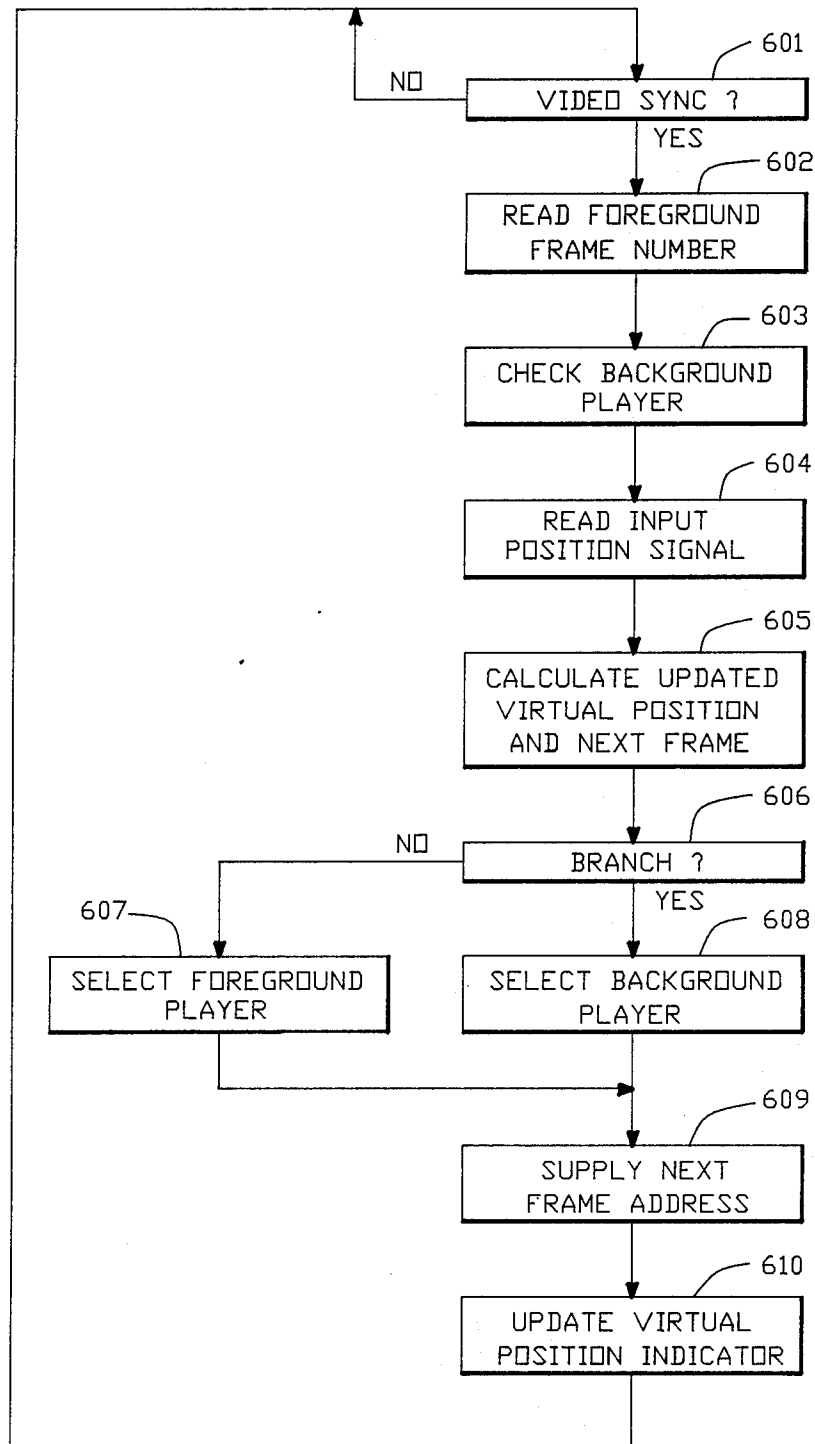 601
NO
VIDEO SYNC ?
YES
602
READ FOREGROUND
FRAME NUMBER
603
CHECK BACKGROUND
PLAYER
604
READ INPUT
POSITION SIGNAL
605
CALCULATE UPDATED
VIRTUAL POSITION
AND NEXT FRAME
606
NO
BRANCH ?
YES
607
608
SELECT FOREGROUND
PLAYER
SELECT BACKGROUND
PLAYER
609
SUPPLY NEXT
FRAME ADDRESS
610
UPDATE VIRTUAL
POSITION INDICATOR